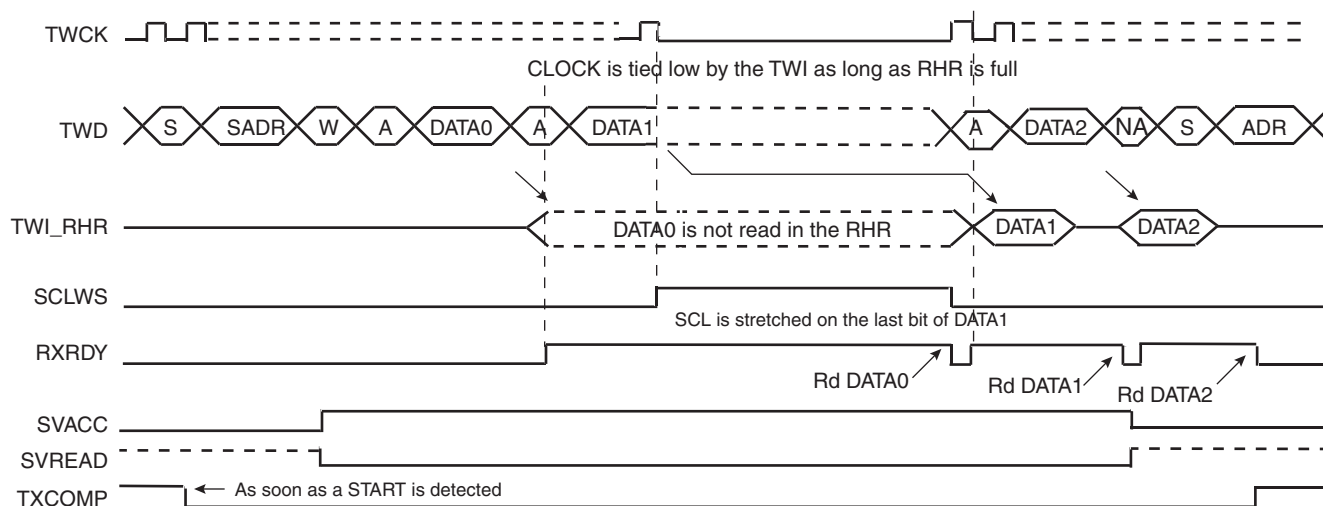 TWCK
CLOCK is tied low by the TWI as long as RHR is full
TWD S SADR W A DATA0 A DATA1 A DATA2 NA S ADR
TWI_RHR DATA0 is not read in the RHR DATA1 DATA2
SCLWS
SCL is stretched on the last bit of DATA1
RXRDY
Rd DATA0 Rd DATA1 Rd DATA2
SVACC
SVREAD
TXCOMP As soon as a START is detected